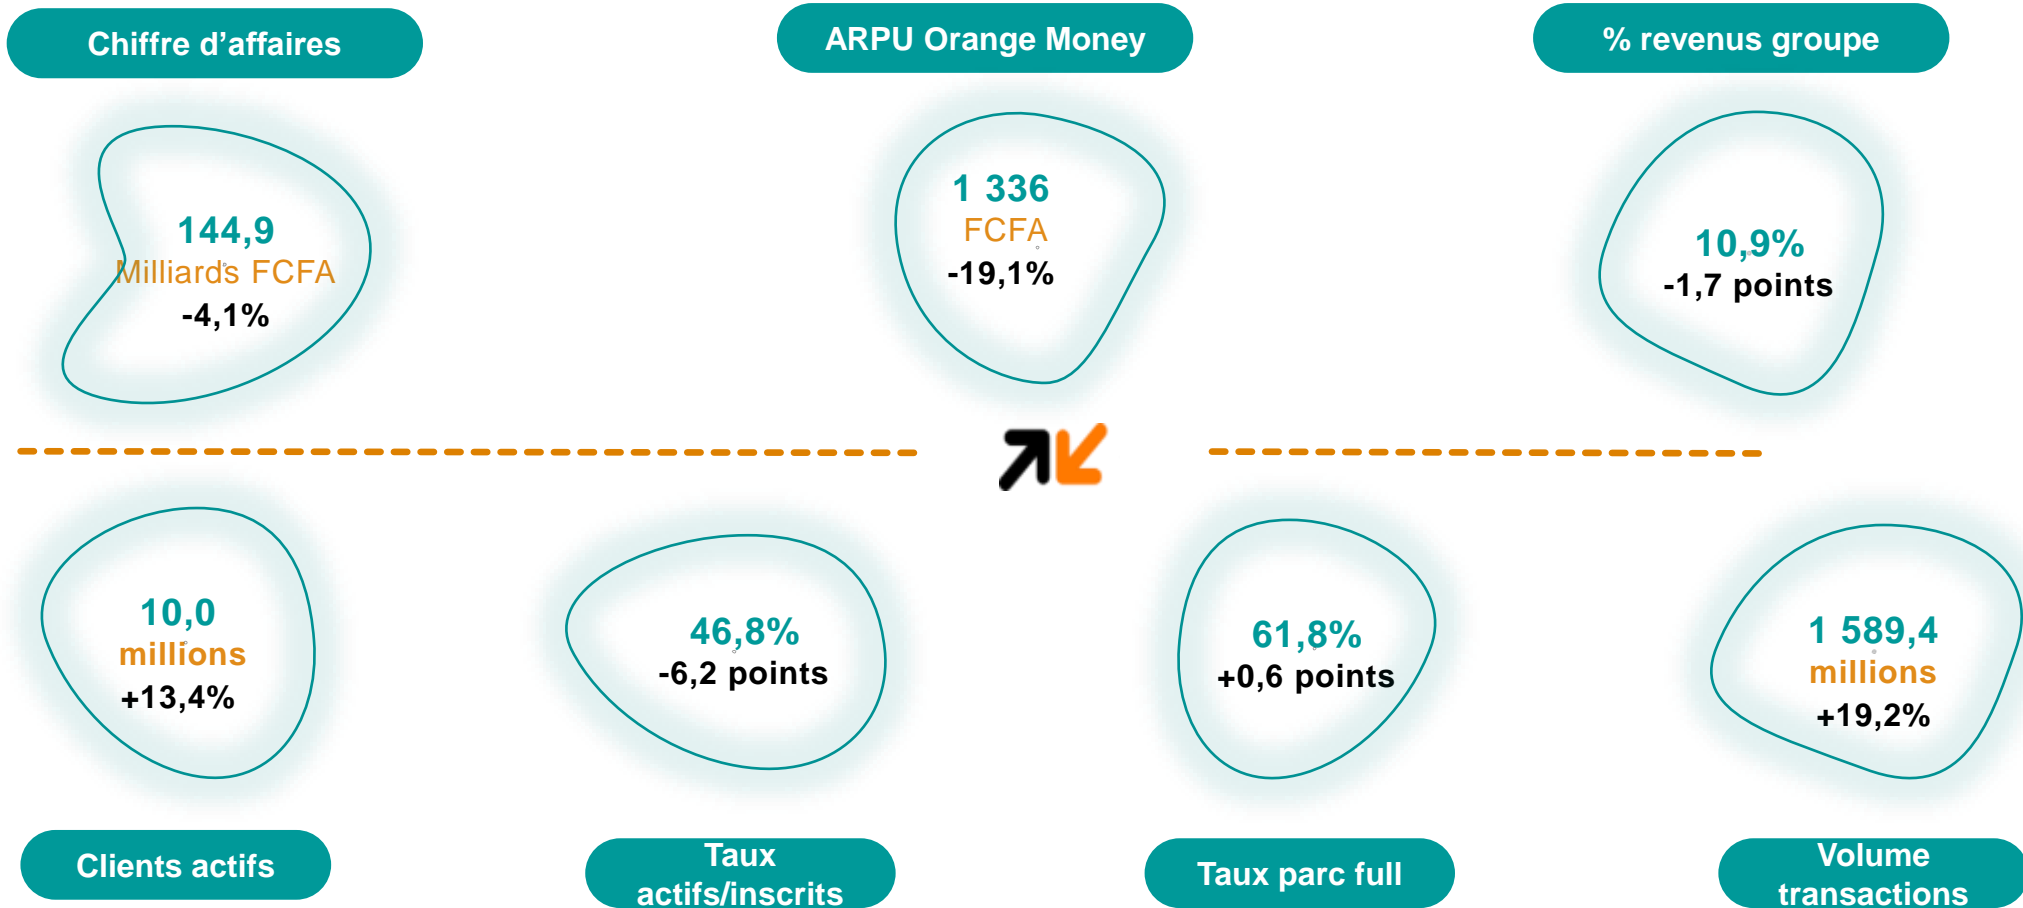 Chiffre d’affaires
ARPU Orange Money
% revenus groupe
144,9
Milliards FCFA
-4,1%
1 336
FCFA
-19,1%
10,9%
-1,7 points
10,0
millions
+13,4%
46,8%
-6,2 points
61,8%
+0,6 points
1 589,4
millions
+19,2%
Clients actifs
Taux
actifs/inscrits
Taux parc full
Volume
transactions